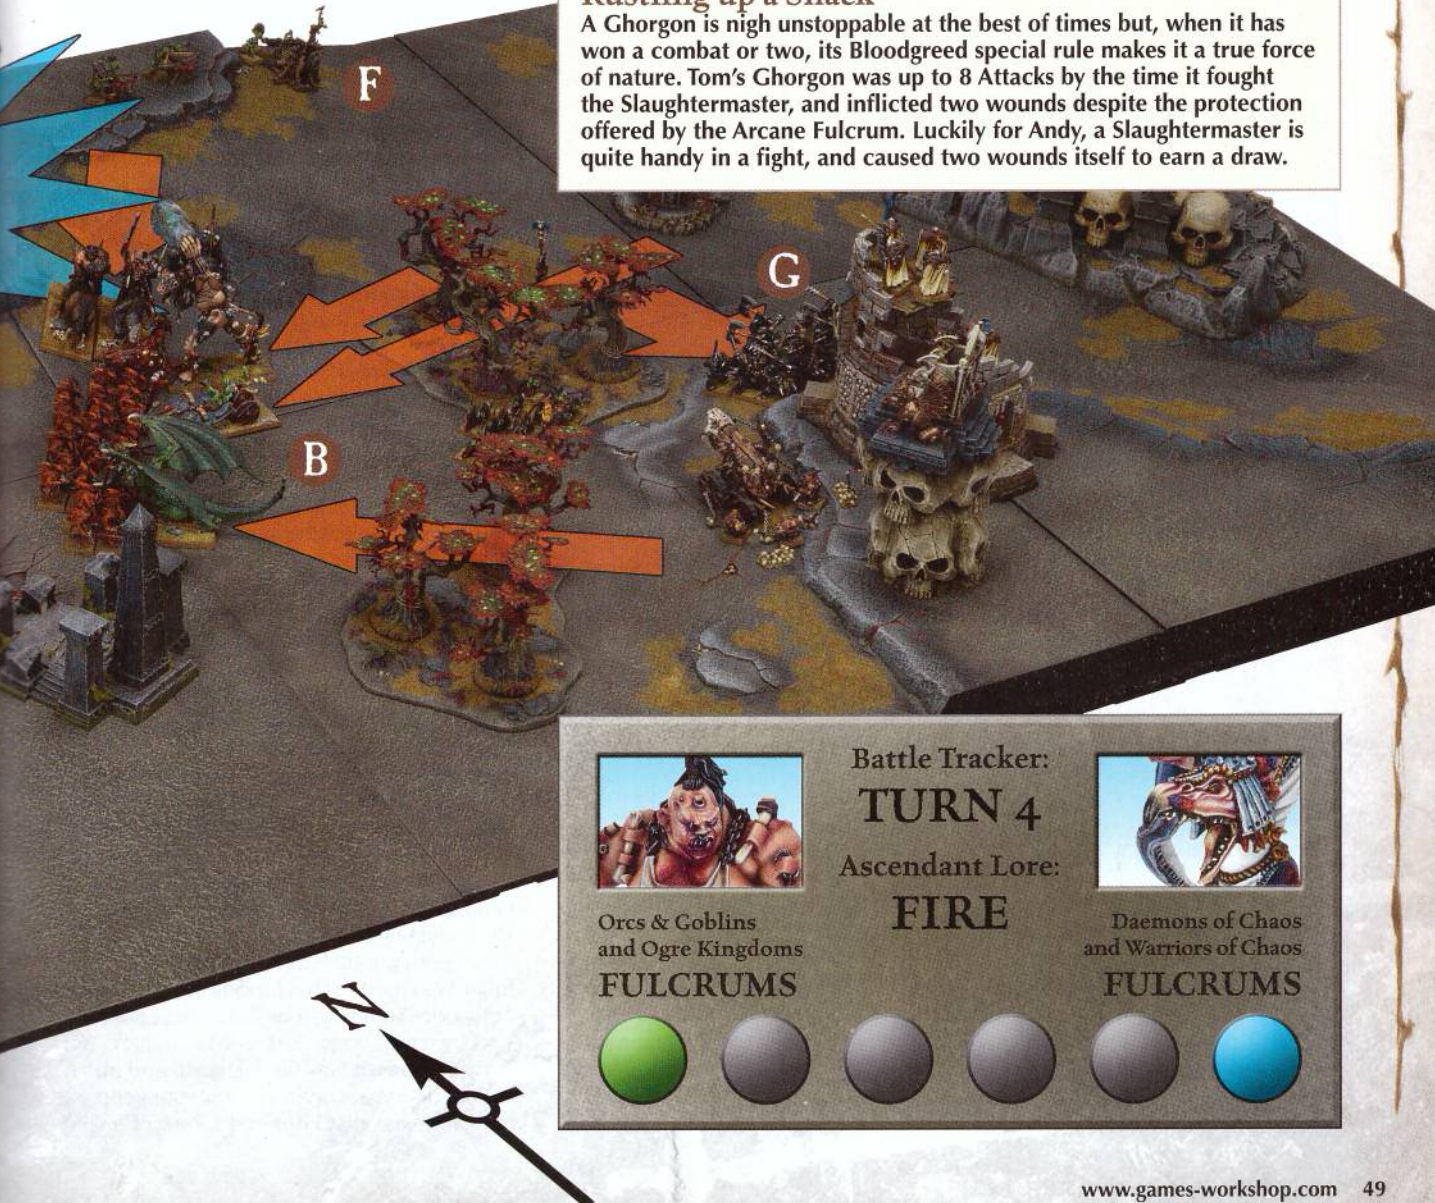 Rustling up a Snack
A Ghorgon is nigh unstoppable at the best of times but, when it has
won a combat or two, its Bloodgreed special rule makes it a true force
of nature. Tom's Ghorgon was up to 8 Attacks by the time it fought
the Slaughtermaster, and inflicted two wounds despite the protection
offered by the Arcane Fulcrum. Luckily for Andy, a Slaughtermaster is
quite handy in a fight, and caused two wounds itself to earn a draw.
F
G
B
Battle Tracker:
TURN 4
Ascendant Lore:
FIRE
Orcs & Goblins
and Ogre Kingdoms
FULCRUMS
Daemons of Chaos
and Warriors of Chaos
FULCRUMS
N
www.games-workshop.com 49